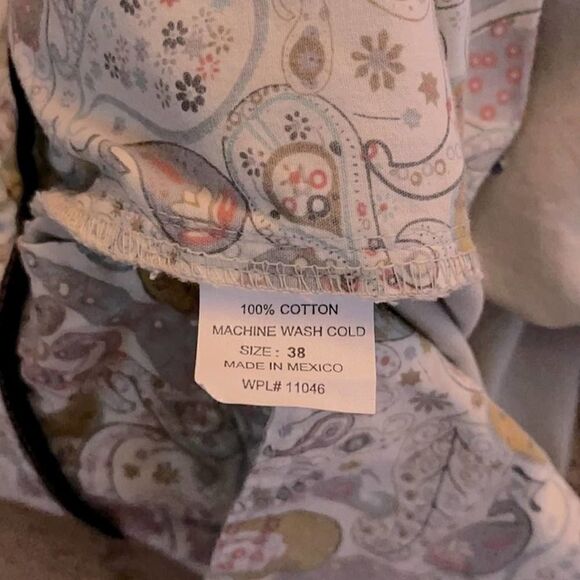 100% COTTON
MACHINE WASH COLD
SIZE : 38
MADE IN MEXICO
WPL# 11046